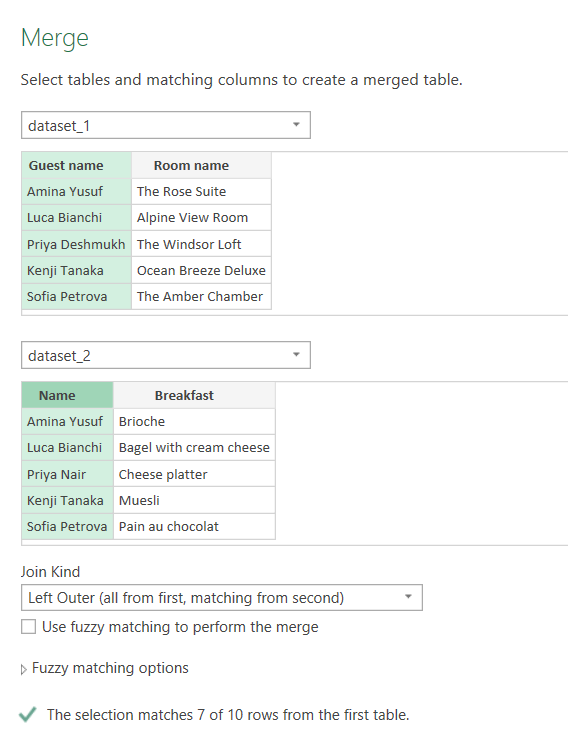 Merge
Select tables and matching columns to create a merged table.
dataset_1
Guest name Room name
Amina Yusuf The Rose Suite
Luca Bianchi Alpine View Room
Priya Deshmukh The Windsor Loft
Kenji Tanaka Ocean Breeze Deluxe
Sofia Petrova The Amber Chamber
dataset_2
Name Breakfast
Amina Yusuf Brioche
Luca Bianchi Bagel with cream cheese
Priya Nair Cheese platter
Kenji Tanaka Muesli
Sofia Petrova Pain au chocolat
Join Kind
Left Outer (all from first, matching from second)
Use fuzzy matching to perform the merge
Fuzzy matching options
The selection matches 7 of 10 rows from the first table.